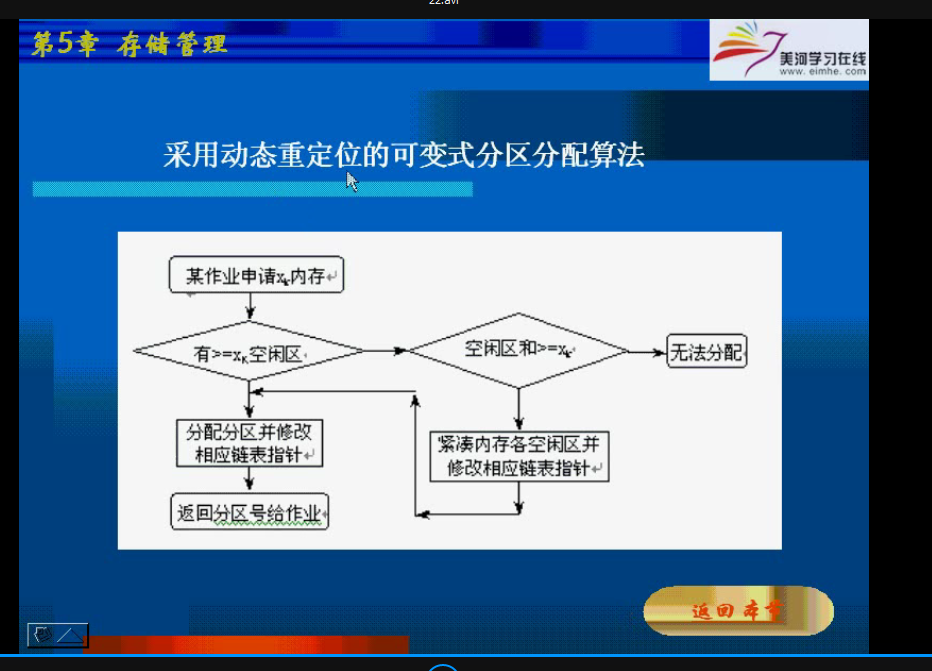 22.avi
第5章 存储管理
美河学习在线
www. eimhe. com
采用动态重定位的可变式分区分配算法
某作业申请xk内存
有>=xK空闲区
空闲区和>=xk
无法分配
分配分区并修改
相应链表指针
紧凑内存各空闲区并
修改相应链表指针
返回分区号给作业
返回本章